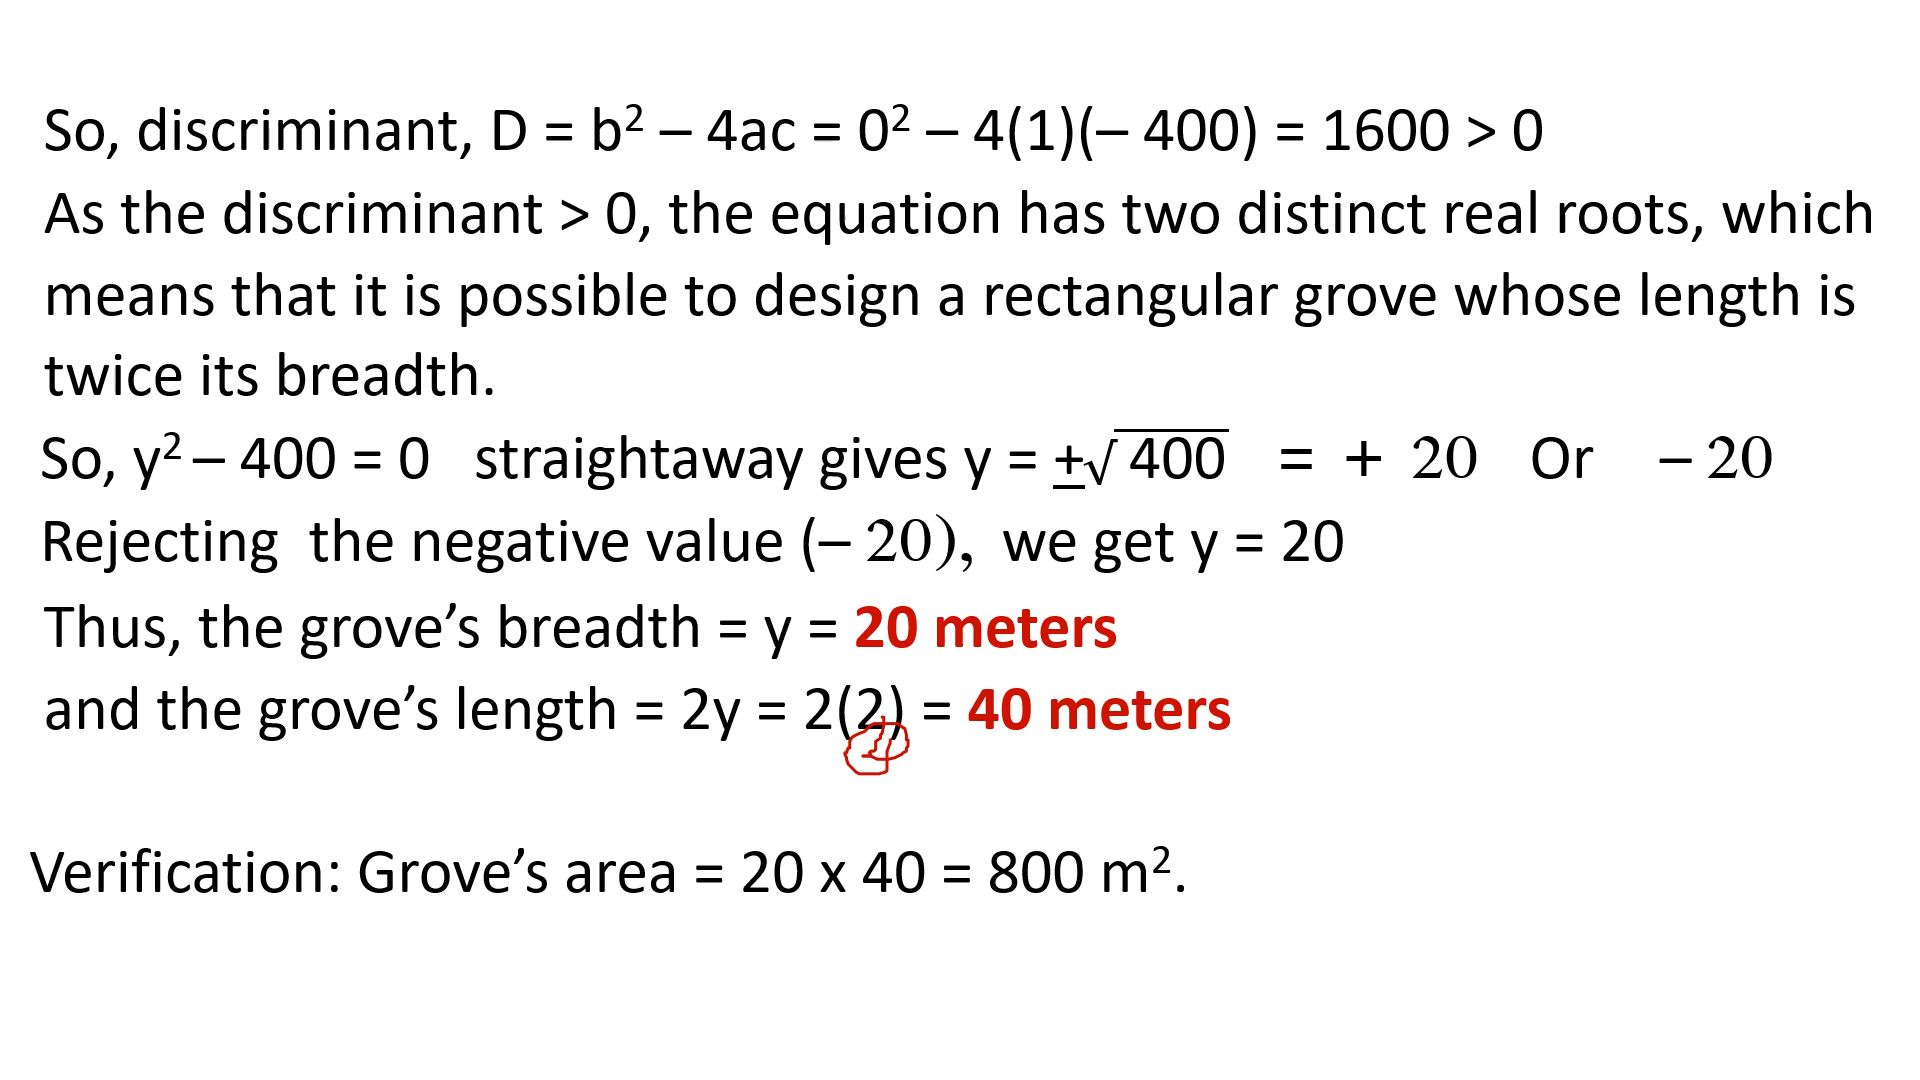 So, discriminant, D = b² – 4ac = 0² – 4(1)(– 400) = 1600 > 0
As the discriminant > 0, the equation has two distinct real roots, which
means that it is possible to design a rectangular grove whose length is
twice its breadth.
So, y² – 400 = 0 straightaway gives y = ±√400 = + 20 Or – 20
Rejecting the negative value (– 20), we get y = 20
Thus, the grove’s breadth = y = 20 meters
and the grove’s length = 2y = 2(2) = 40 meters
Verification: Grove’s area = 20 x 40 = 800 m².